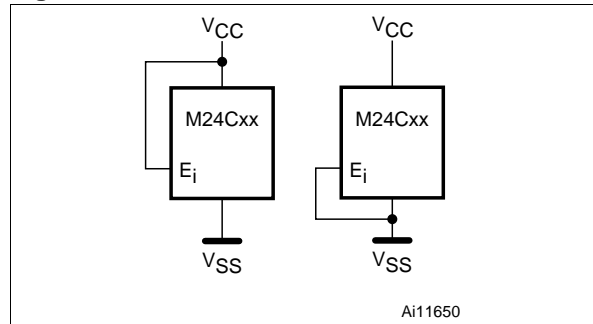 VCC VCC
M24Cxx M24Cxx
Ei Ei
VSS VSS
Ai11650